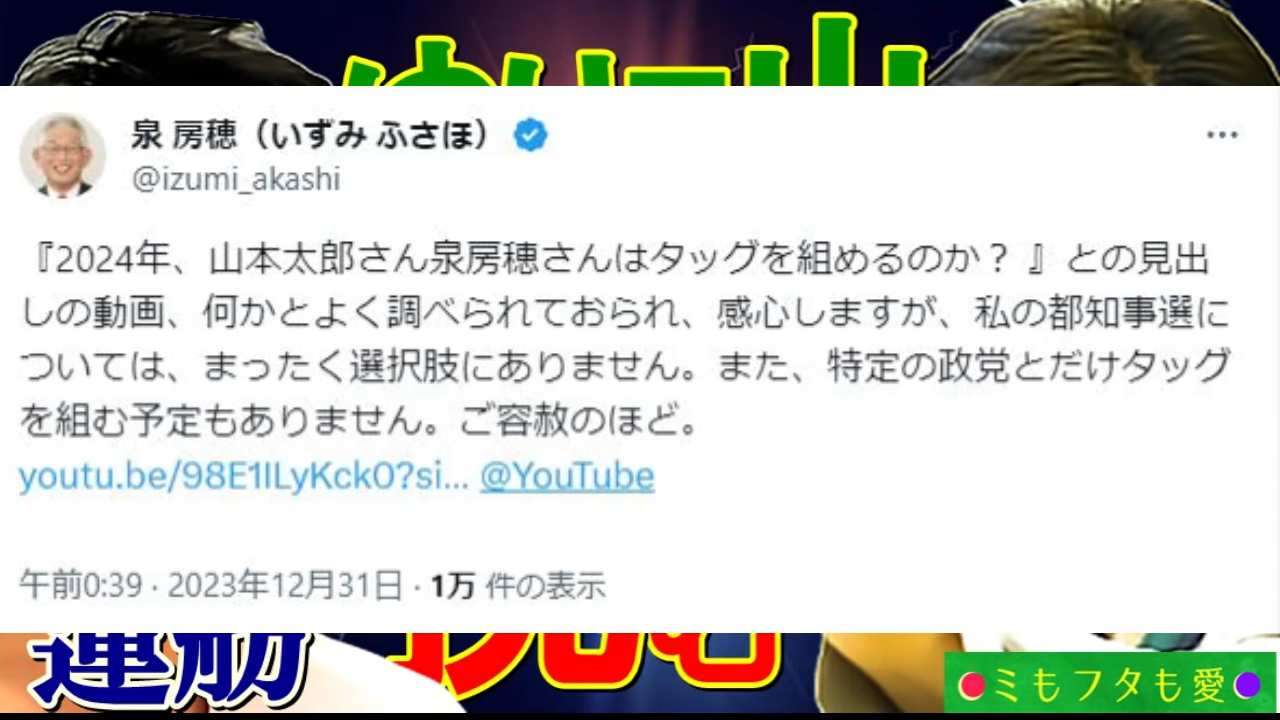 泉 房穂（いずみ ふさほ）
@izumi_akashi
『2024年、山本太郎さん泉房穂さんはタッグを組めるのか？ 』との見出
しの動画、何かとよく調べられておられ、感心しますが、私の都知事選に
ついては、まったく選択肢にありません。また、特定の政党とだけタッグ
を組む予定もありません。ご容赦のほど。
youtu.be/98E1lLyKck0?si... @YouTube
午前0:39 · 2023年12月31日 · 1万 件の表示
蓮舫
ミもフタも愛